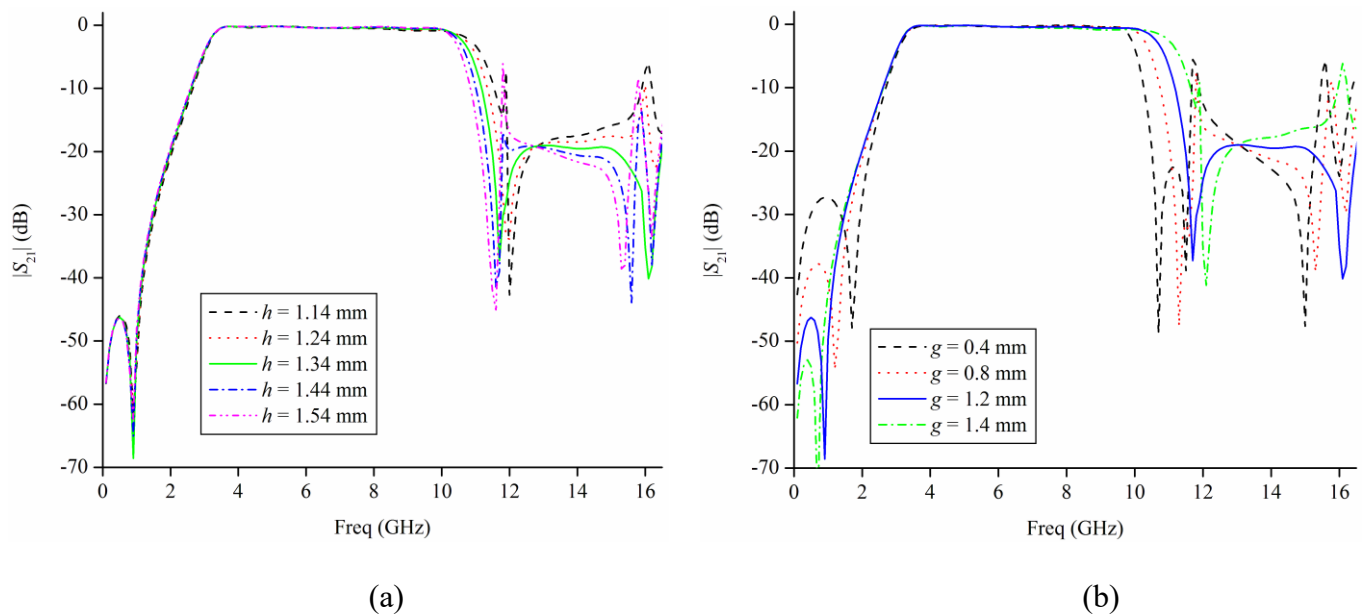 0
-10
-20
-30
-40
-50
-60
-70
|S21| (dB)
h = 1.14 mm
h = 1.24 mm
h = 1.34 mm
h = 1.44 mm
h = 1.54 mm
0 2 4 6 8 10 12 14 16
Freq (GHz)
(a)
0
-10
-20
-30
-40
-50
-60
-70
|S21| (dB)
g = 0.4 mm
g = 0.8 mm
g = 1.2 mm
g = 1.4 mm
0 2 4 6 8 10 12 14 16
Freq (GHz)
(b)